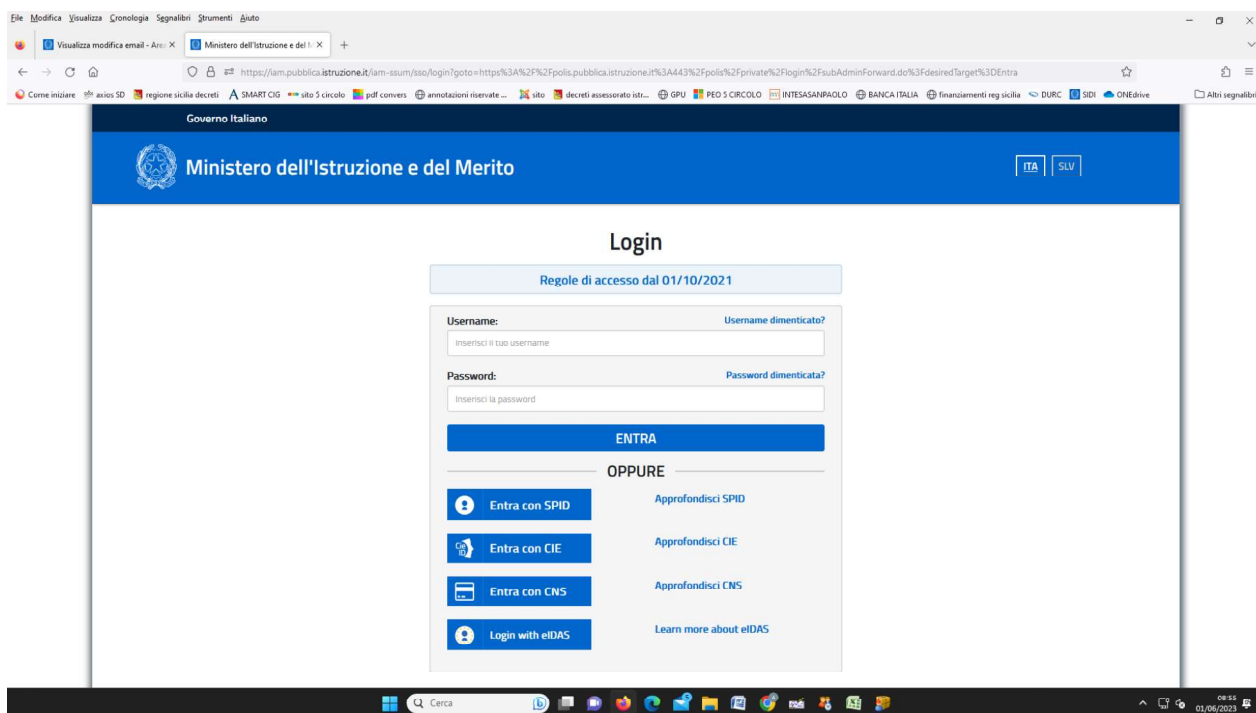 File Modifica Visualizza Cronologia Segnalibri Strumenti Aiuto
Visualizza modifica email - Are
Ministero dell'Istruzione e del M
https://iam.pubblica.istruzione.it/iam-ssum/sso/login?goto=https%3A%2F%2Fpolis.pubblica.istruzione.it%3A443%2Fpolis%2Fprivate%2Flogin%2FsubAdminForward.do%3FdesiredTarget%3DEntra
Come iniziare axios SD regione sicilia decreti SMART CIG sito 5 circolo pdf convers annotazioni riservate ... sito decreti assessorato istr... GPU PEO 5 CIRCOLO INTESASANPAOLO BANCA ITALIA finanziamenti reg sicilia DURC SIDI ONEdrive Altri segnalibri
Governo Italiano
Ministero dell'Istruzione e del Merito
ITA SLV
Login
Regole di accesso dal 01/10/2021
Username: Username dimenticato?
Inserisci il tuo username
Password: Password dimenticata?
Inserisci la password
ENTRA
OPPURE
Entra con SPID Approfondisci SPID
Entra con CIE Approfondisci CIE
Entra con CNS Approfondisci CNS
Login with eIDAS Learn more about eIDAS
Cerca
08:55
01/06/2023